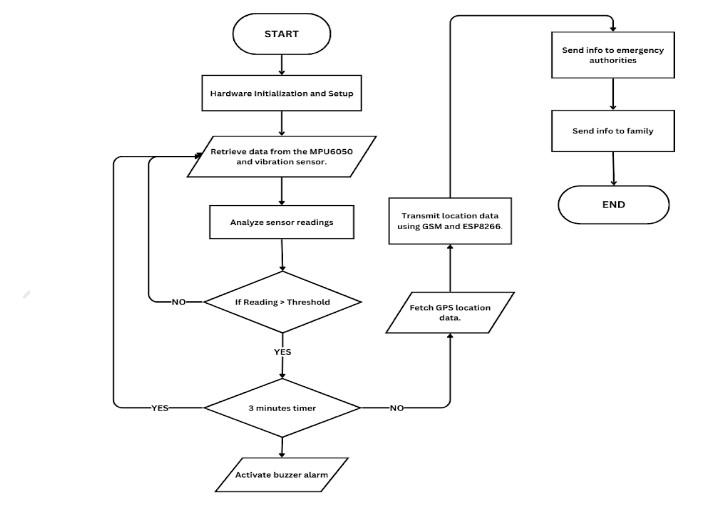 START
Hardware Initialization and Setup
Retrieve data from the MPU6050
and vibration sensor.
Analyze sensor readings
If Reading > Threshold
NO
YES
3 minutes timer
YES
NO
Activate buzzer alarm
Fetch GPS location
data.
Transmit location data
using GSM and ESP8266.
Send info to emergency
authorities
Send info to family
END